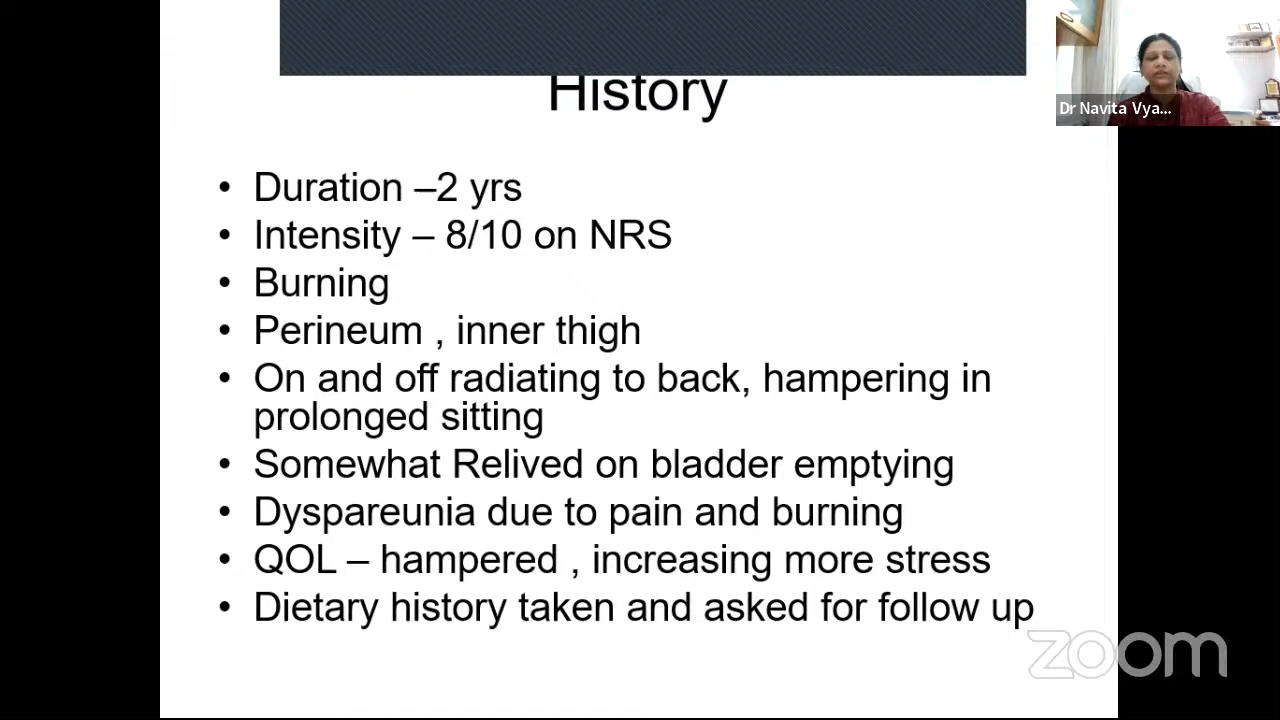 History
Dr Navita Vya...
• Duration –2 yrs
• Intensity – 8/10 on NRS
• Burning
• Perineum , inner thigh
• On and off radiating to back, hampering in
prolonged sitting
• Somewhat Relived on bladder emptying
• Dyspareunia due to pain and burning
• QOL – hampered , increasing more stress
• Dietary history taken and asked for follow up
zoom